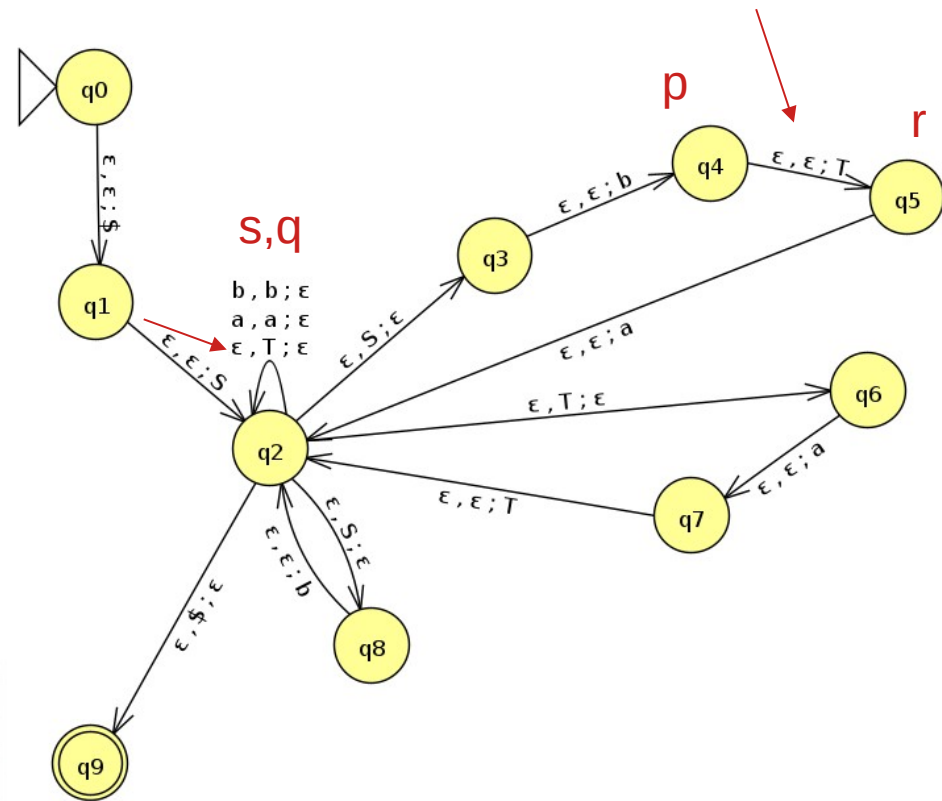 p
r
q0
ε,ε;T
q4
q5
ε,ε;b
ε,ε;$
s,q
q3
b,b;ε
a,a;ε
ε,T;ε
q1
ε,S;ε
ε,ε;a
ε,ε;S
q6
ε,T;ε
q2
ε,ε;a
ε,ε;T
q7
ε,S;ε
ε,ε;b
ε,$;ε
q8
q9